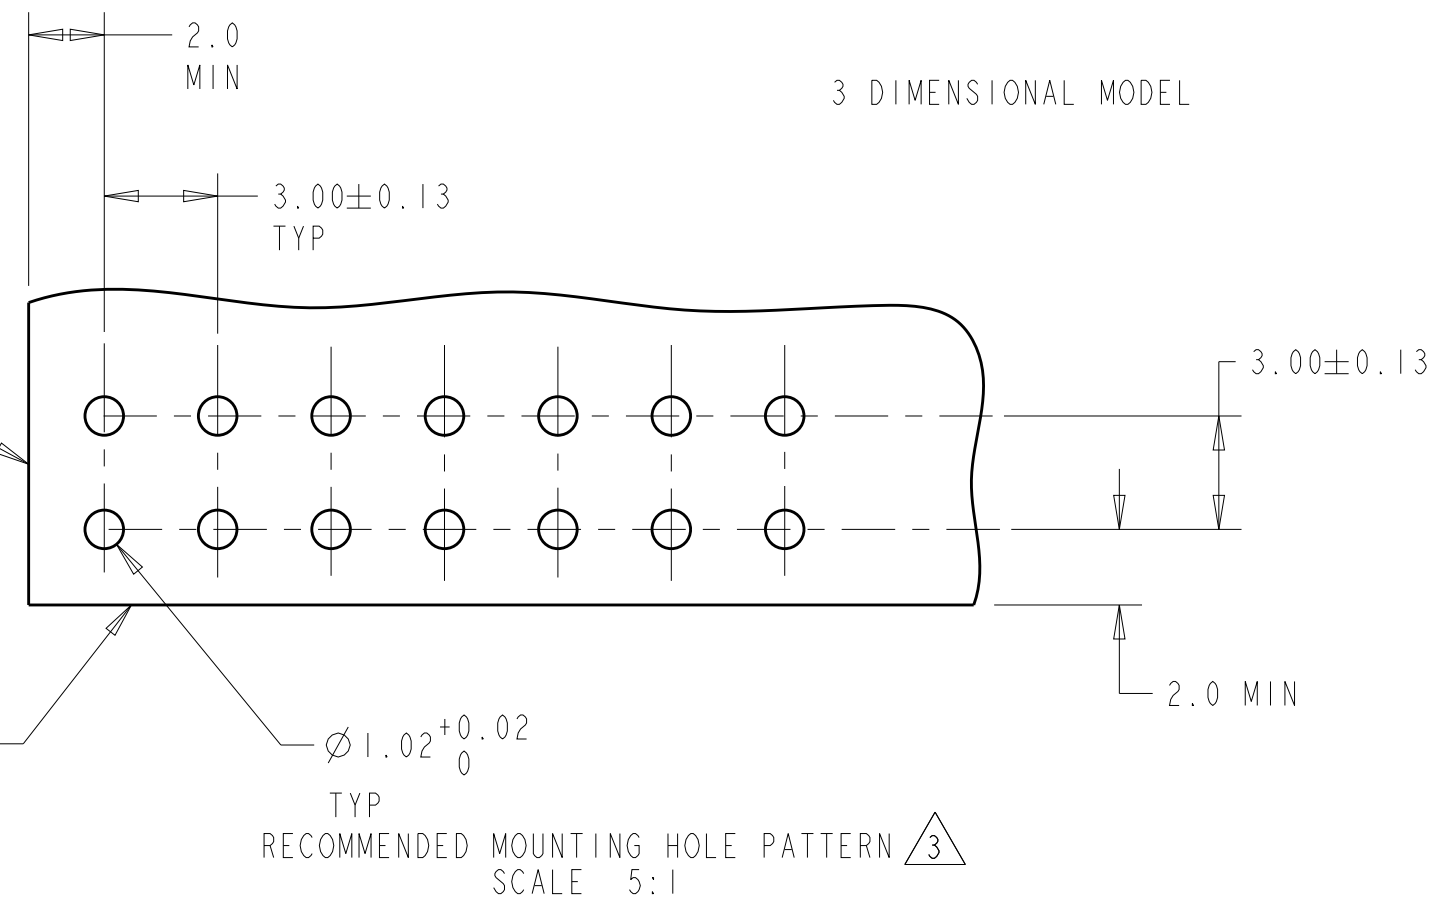 2.0
MIN
3 DIMENSIONAL MODEL
3.00±0.13
TYP
3.00±0.13
2.0 MIN
Ø1.02 +0.02
0
TYP
RECOMMENDED MOUNTING HOLE PATTERN 3
SCALE 5:1